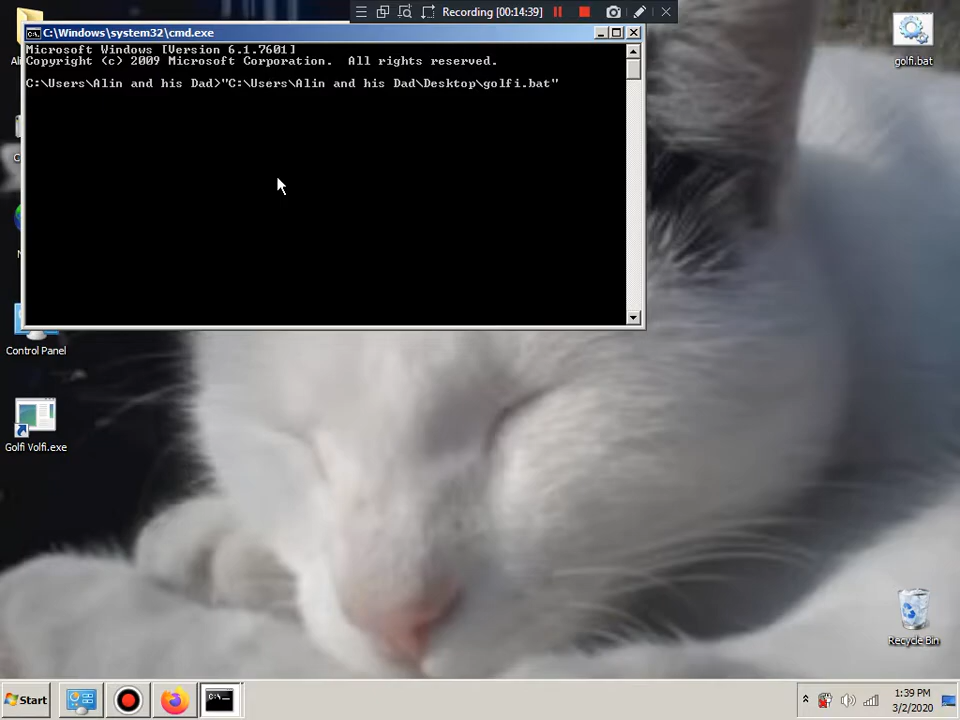 Recording [00:14:39]
C:\Windows\system32\cmd.exe
Microsoft Windows [Version 6.1.7601]
Copyright (c) 2009 Microsoft Corporation.  All rights reserved.
C:\Users\Alin and his Dad>"C:\Users\Alin and his Dad\Desktop\golfi.bat"
golfi.bat
Control Panel
Golfi Volfi.exe
Recycle Bin
Start
1:39 PM
3/2/2020